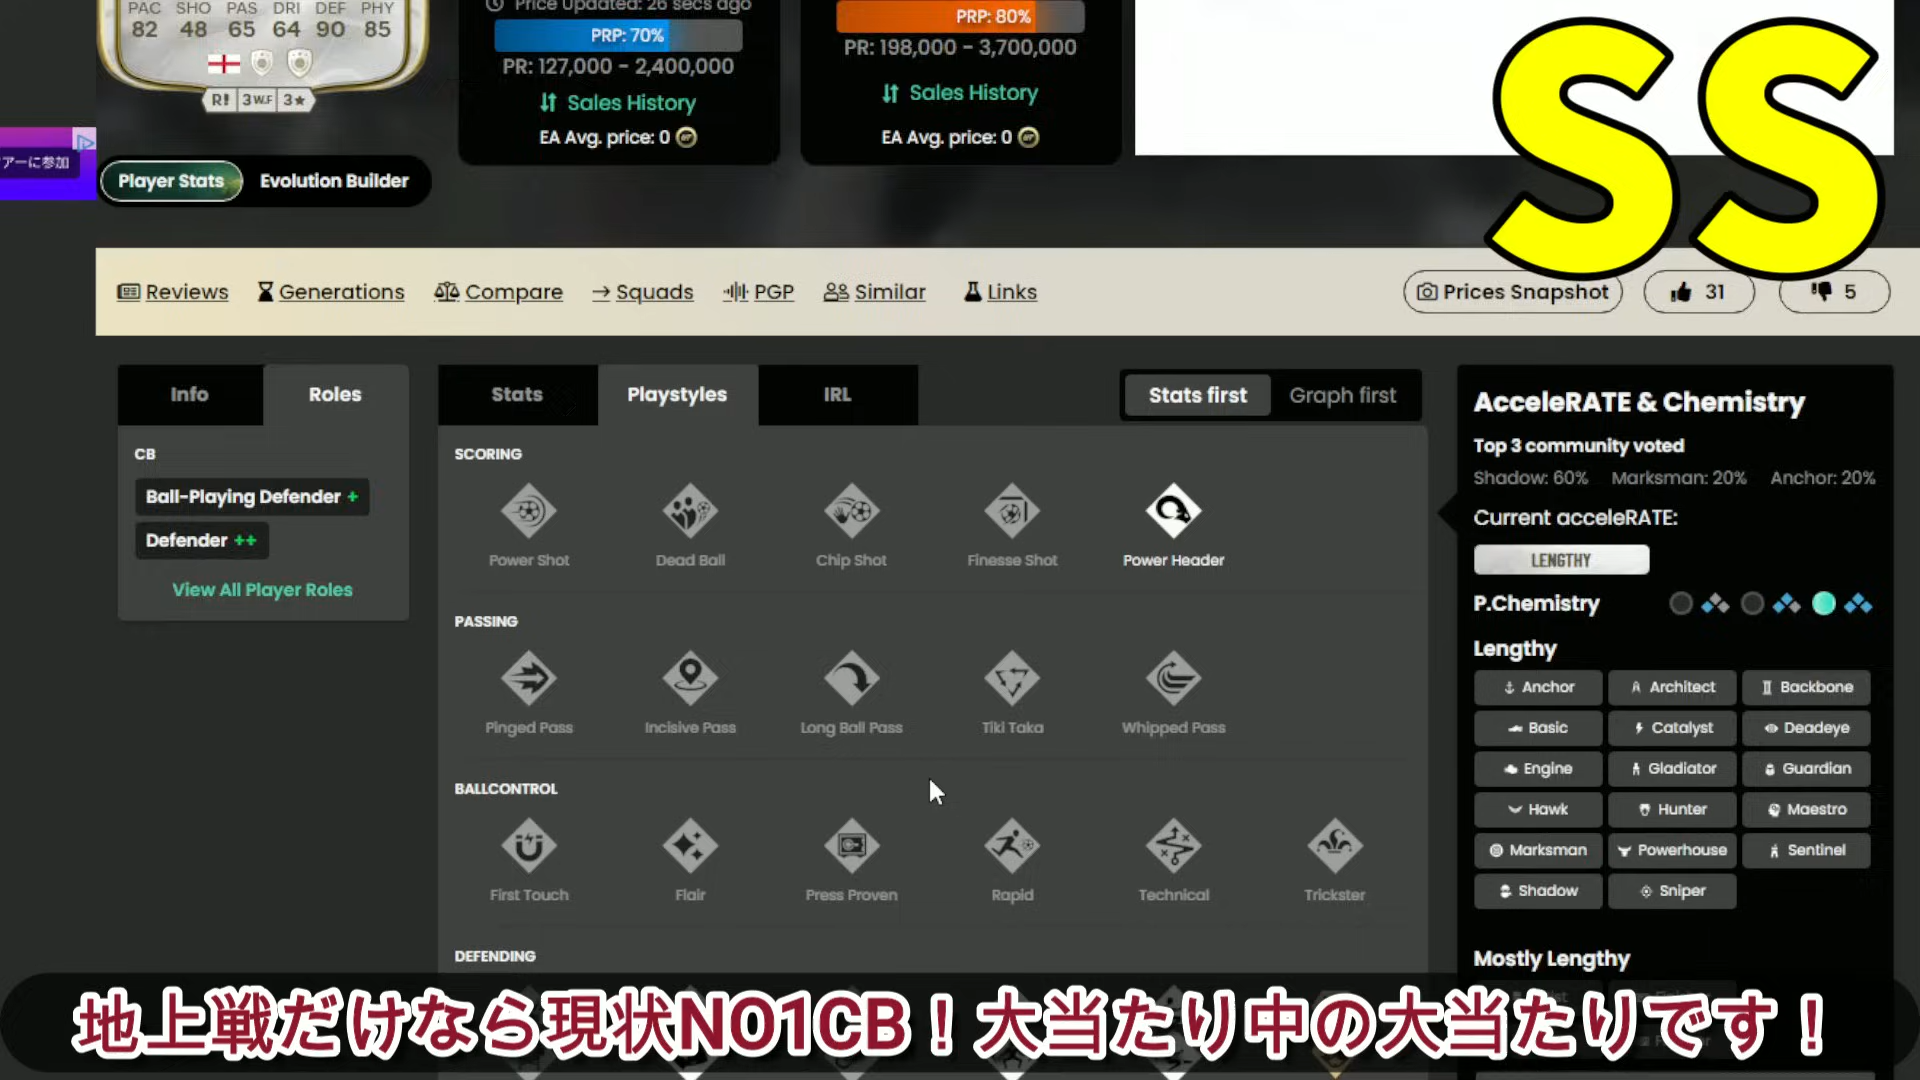 PAC SHO PAS DRI DEF PHY
82 48 65 64 90 85
R! 3 W.F 3★
Price Updated: 26 secs ago
PRP: 70%
PR: 127,000 - 2,400,000
Sales History
EA Avg. price: 0
PRP: 80%
PR: 198,000 - 3,700,000
Sales History
EA Avg. price: 0
SS
アーに参加
Player Stats Evolution Builder
Reviews Generations Compare Squads PGP Similar Links Prices Snapshot 31 5
Info Roles
CB
Ball-Playing Defender +
Defender ++
View All Player Roles
Stats Playstyles IRL Stats first Graph first
SCORING
Power Shot Dead Ball Chip Shot Finesse Shot Power Header
PASSING
Pinged Pass Incisive Pass Long Ball Pass Tiki Taka Whipped Pass
BALLCONTROL
First Touch Flair Press Proven Rapid Technical Trickster
DEFENDING
AcceleRATE & Chemistry
Top 3 community voted
Shadow: 60% Marksman: 20% Anchor: 20%
Current acceleRATE:
LENGTHY
P.Chemistry
Lengthy
Anchor Architect Backbone
Basic Catalyst Deadeye
Engine Gladiator Guardian
Hawk Hunter Maestro
Marksman Powerhouse Sentinel
Shadow Sniper
Mostly Lengthy
地上戦だけなら現状NO1CB！大当たり中の大当たりです！